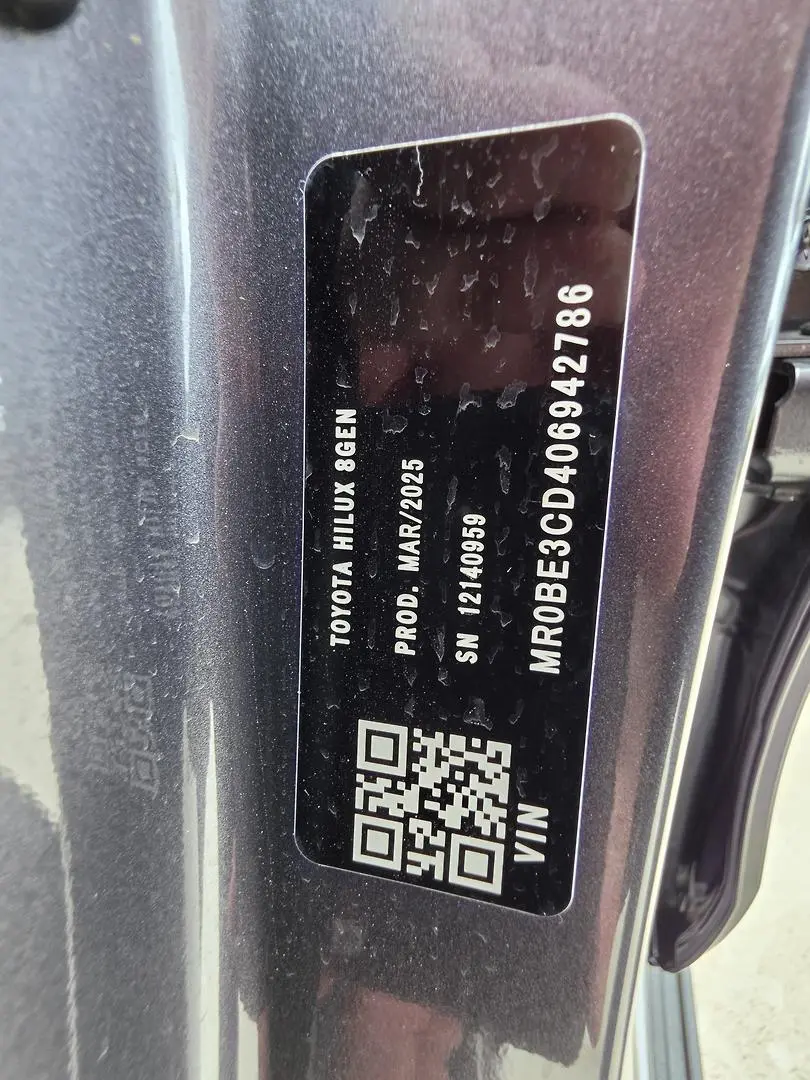 TOYOTA HILUX 8GEN
PROD. MAR/2025
SN 12140959
VIN MR0BE3CD406942786